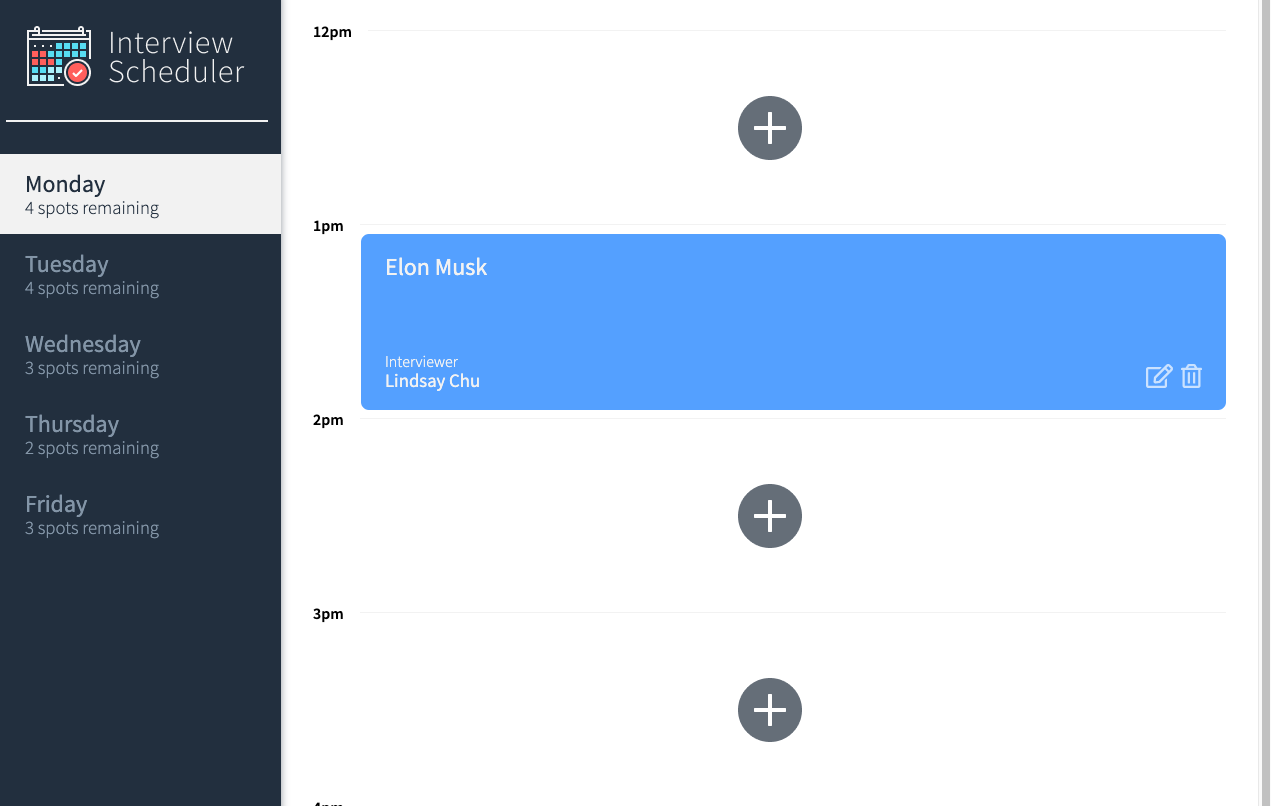 Interview
Scheduler
Monday
4 spots remaining
Tuesday
4 spots remaining
Wednesday
3 spots remaining
Thursday
2 spots remaining
Friday
3 spots remaining
12pm
1pm
Elon Musk
Interviewer
Lindsay Chu
2pm
3pm